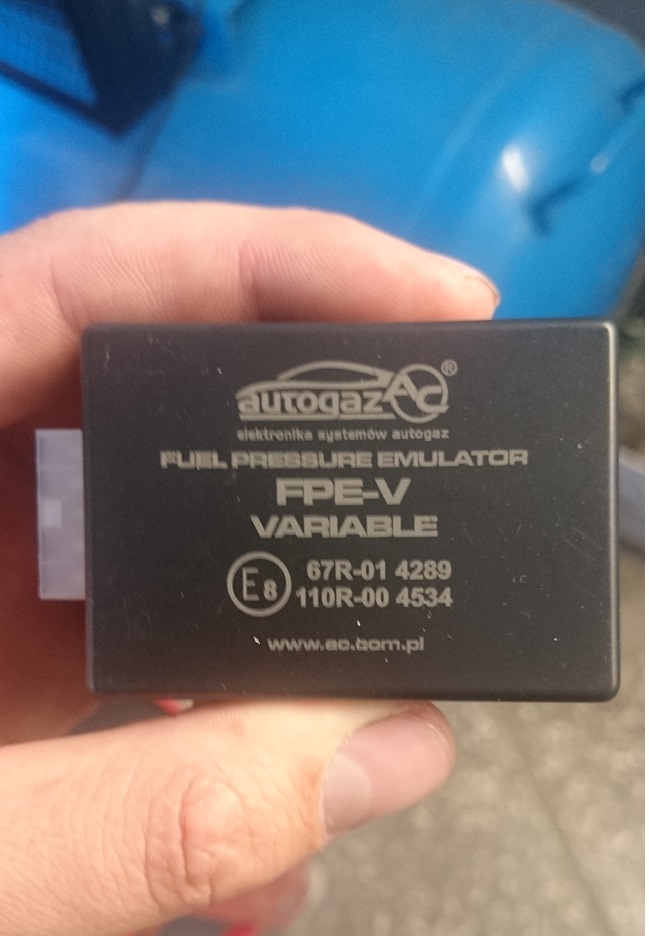 autogaz AC ®
elektronika systemów autogaz
FUEL PRESSURE EMULATOR
FPE-V
VARIABLE
E8 67R-01 4289
110R-00 4534
www.ac.com.pl